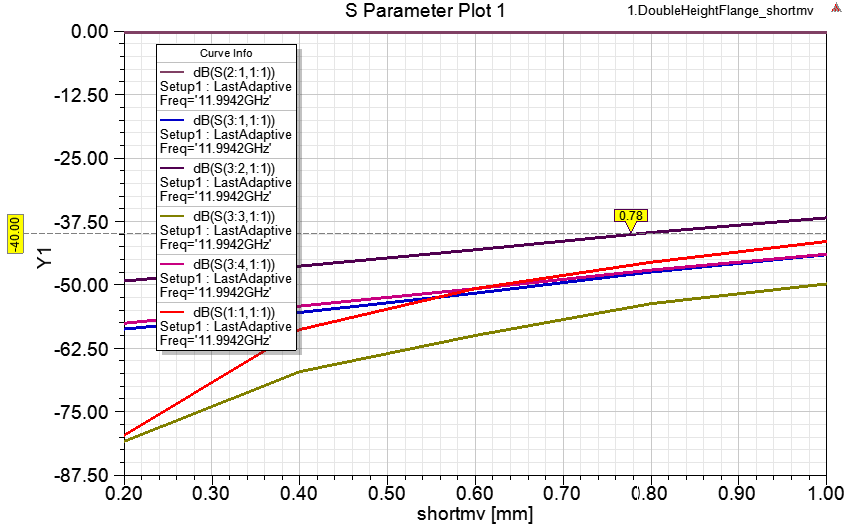 S Parameter Plot 1
1.DoubleHeightFlange_shortmv
0.00
-12.50
-25.00
-37.50
-50.00
-62.50
-75.00
-87.50
Y1
-40.00
Curve Info
dB(S(2:1,1:1))
Setup1 : LastAdaptive
Freq='11.9942GHz'
dB(S(3:1,1:1))
Setup1 : LastAdaptive
Freq='11.9942GHz'
dB(S(3:2,1:1))
Setup1 : LastAdaptive
Freq='11.9942GHz'
dB(S(3:3,1:1))
Setup1 : LastAdaptive
Freq='11.9942GHz'
dB(S(3:4,1:1))
Setup1 : LastAdaptive
Freq='11.9942GHz'
dB(S(1:1,1:1))
Setup1 : LastAdaptive
Freq='11.9942GHz'
0.78
0.20 0.30 0.40 0.50 0.60 0.70 0.80 0.90 1.00
shortmv [mm]